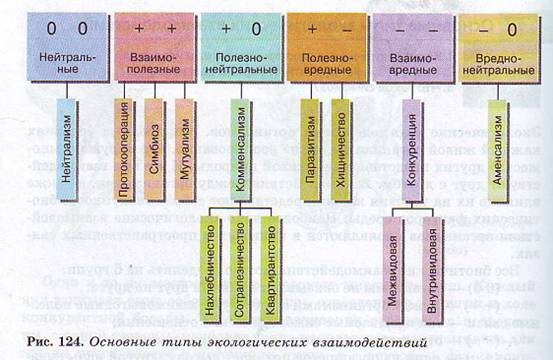 0 0
Нейтраль-
ные
+ +
Взаимо-
полезные
+ 0
Полезно-
нейтральные
+ −
Полезно-
вредные
− −
Взаимо-
вредные
− 0
Вредно-
нейтральные
Нейтрализм
Протокооперация
Симбиоз
Мутуализм
Комменсализм
Паразитизм
Хищничество
Конкуренция
Аменсализм
Нахлебничество
Сотрапезничество
Квартирантство
Межвидовая
Внутривидовая
Рис. 124. Основные типы экологических взаимодействий